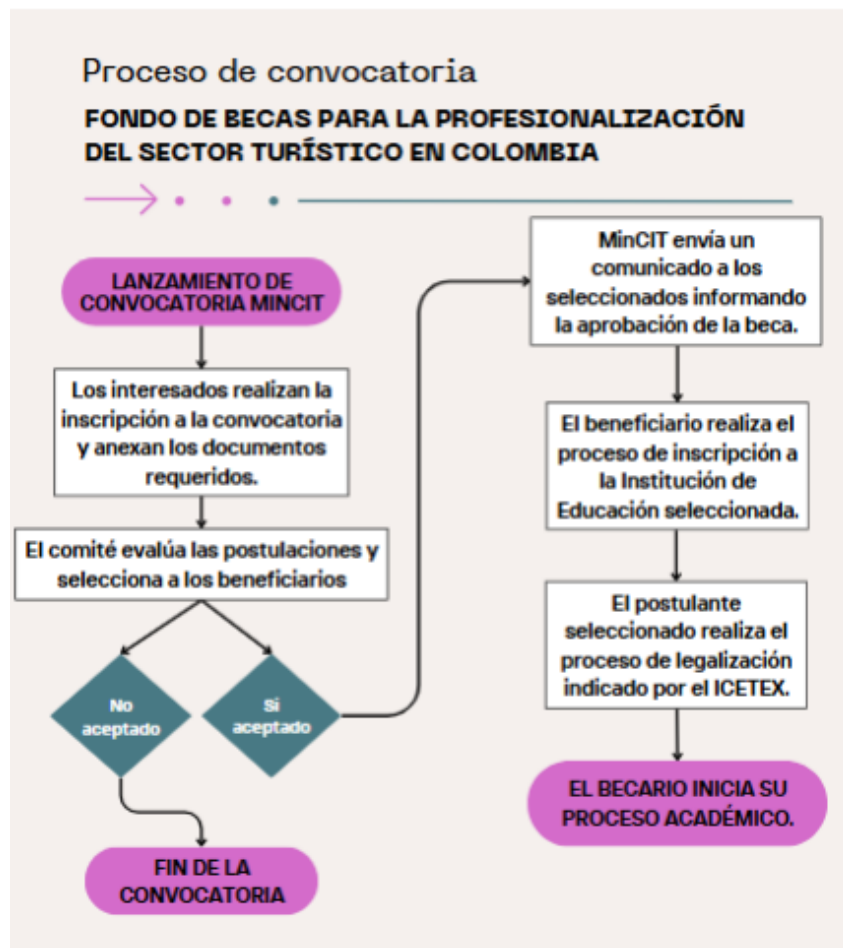 Proceso de convocatoria
FONDO DE BECAS PARA LA PROFESIONALIZACIÓN
DEL SECTOR TURÍSTICO EN COLOMBIA
LANZAMIENTO DE
CONVOCATORIA MINCIT
Los interesados realizan la
inscripción a la convocatoria
y anexan los documentos
requeridos.
El comité evalúa las postulaciones y
selecciona a los beneficiarios
No
aceptado
Sí
aceptado
FIN DE LA
CONVOCATORIA
MinCIT envía un
comunicado a los
seleccionados informando
la aprobación de la beca.
El beneficiario realiza el
proceso de inscripción a
la Institución de
Educación seleccionada.
El postulante
seleccionado realiza el
proceso de legalización
indicado por el ICETEX.
EL BECARIO INICIA SU
PROCESO ACADÉMICO.